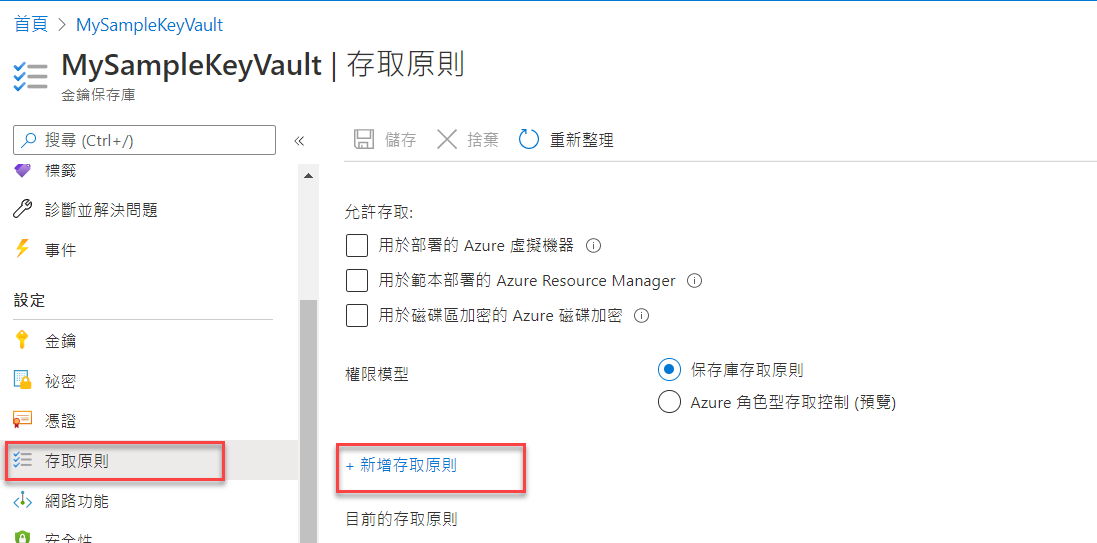 首頁 > MySampleKeyVault
MySampleKeyVault | 存取原則
金鑰保存庫
搜尋 (Ctrl+/)
«
儲存
捨棄
重新整理
標籤
診斷並解決問題
事件
設定
金鑰
祕密
憑證
存取原則
網路功能
安全性
允許存取:
用於部署的 Azure 虛擬機器
用於範本部署的 Azure Resource Manager
用於磁碟區加密的 Azure 磁碟加密
權限模型
保存庫存取原則
Azure 角色型存取控制 (預覽)
+ 新增存取原則
目前的存取原則